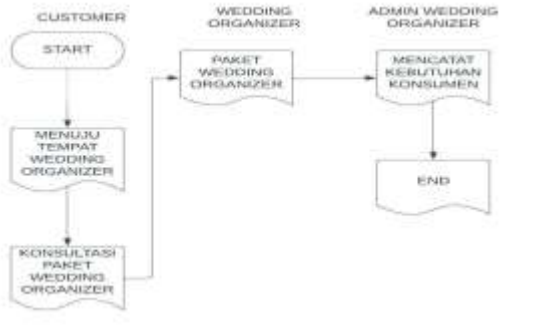 CUSTOMER
WEDDING
ORGANIZER
ADMIN WEDDING
ORGANIZER
START
PAKET
WEDDING
ORGANIZER
MENCATAT
KEBUTUHAN
KONSUMEN
MENUJU
TEMPAT
WEDDING
ORGANIZER
END
KONSULTASI
PAKET
WEDDING
ORGANIZER